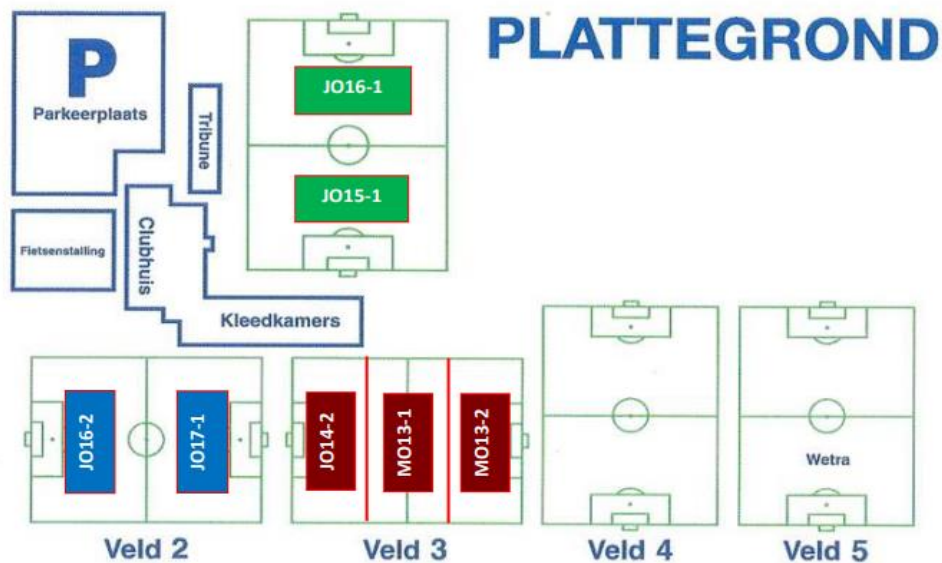 PLATTEGROND
P
Parkeerplaats
Tribune
JO16-1
JO15-1
Fietsenstalling
Clubhuis
Kleedkamers
JO16-2
JO17-1
JO14-2
MO13-1
MO13-2
Wetra
Veld 2
Veld 3
Veld 4
Veld 5